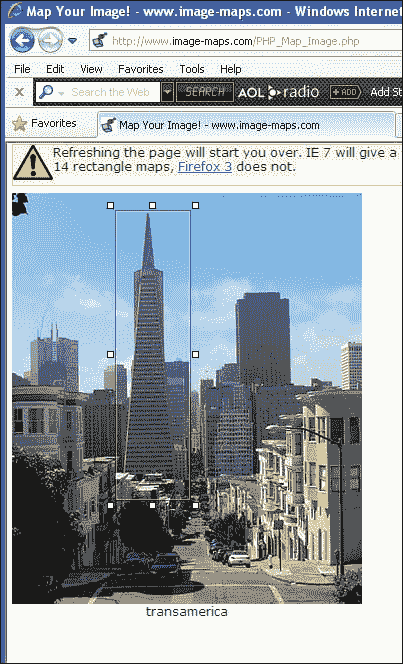 Map Your Image! - www.image-maps.com - Windows Internet
http://www.image-maps.com/PHP_Map_Image.php
File Edit View Favorites Tools Help
Search the Web SEARCH AOL radio ADD Add St
Favorites Map Your Image! - www.image-maps.com
Refreshing the page will start you over. IE 7 will give a
14 rectangle maps, Firefox 3 does not.
transamerica